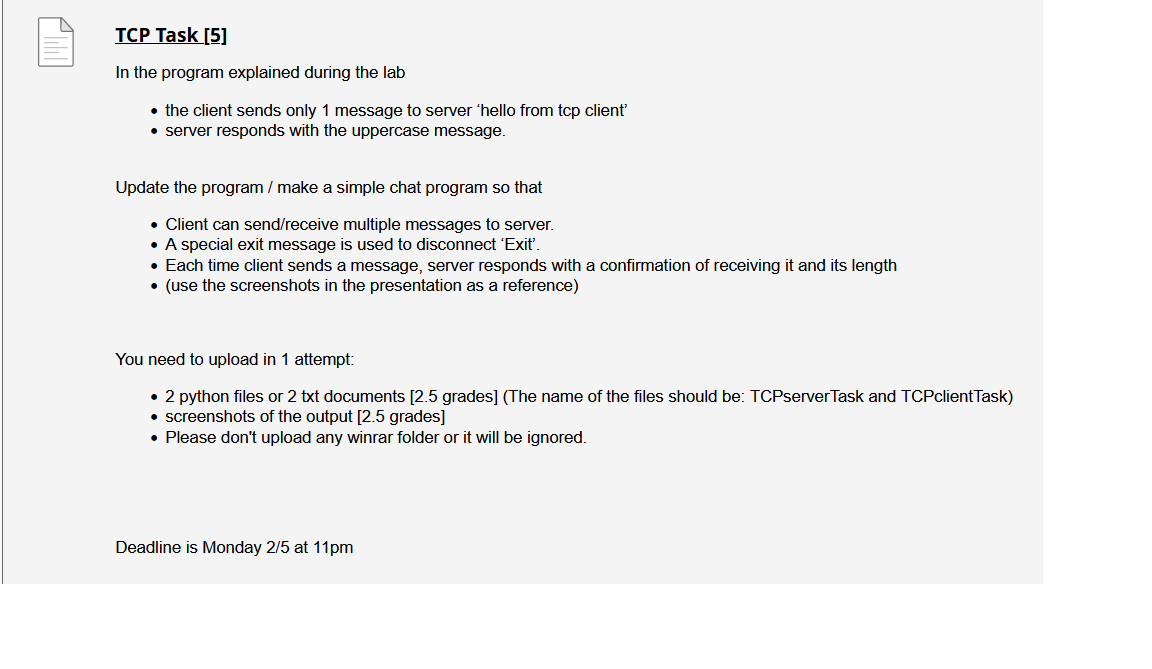 TCP Task [5]
In the program explained during the lab
• the client sends only 1 message to server ‘hello from tcp client’
• server responds with the uppercase message.
Update the program / make a simple chat program so that
• Client can send/receive multiple messages to server.
• A special exit message is used to disconnect ‘Exit’.
• Each time client sends a message, server responds with a confirmation of receiving it and its length
• (use the screenshots in the presentation as a reference)
You need to upload in 1 attempt:
• 2 python files or 2 txt documents [2.5 grades] (The name of the files should be: TCPserverTask and TCPclientTask)
• screenshots of the output [2.5 grades]
• Please don't upload any winrar folder or it will be ignored.
Deadline is Monday 2/5 at 11pm